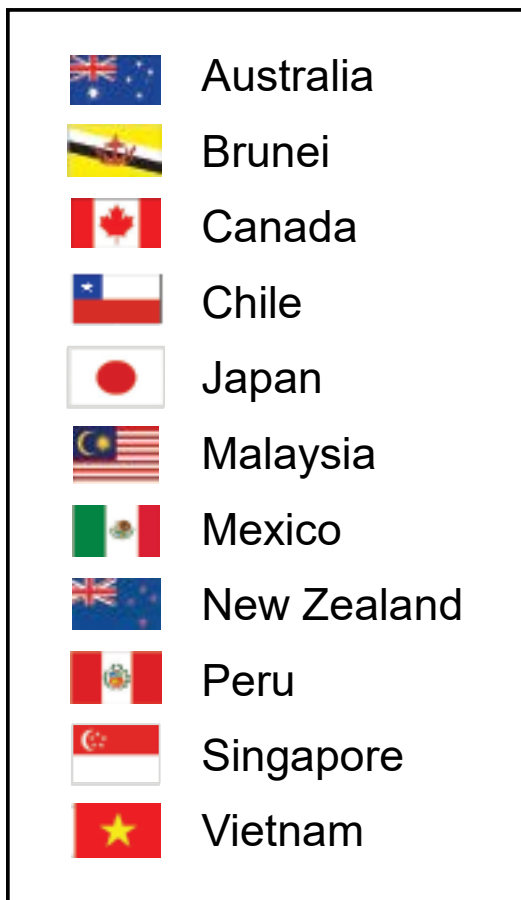 Australia
Brunei
Canada
Chile
Japan
Malaysia
Mexico
New Zealand
Peru
Singapore
Vietnam